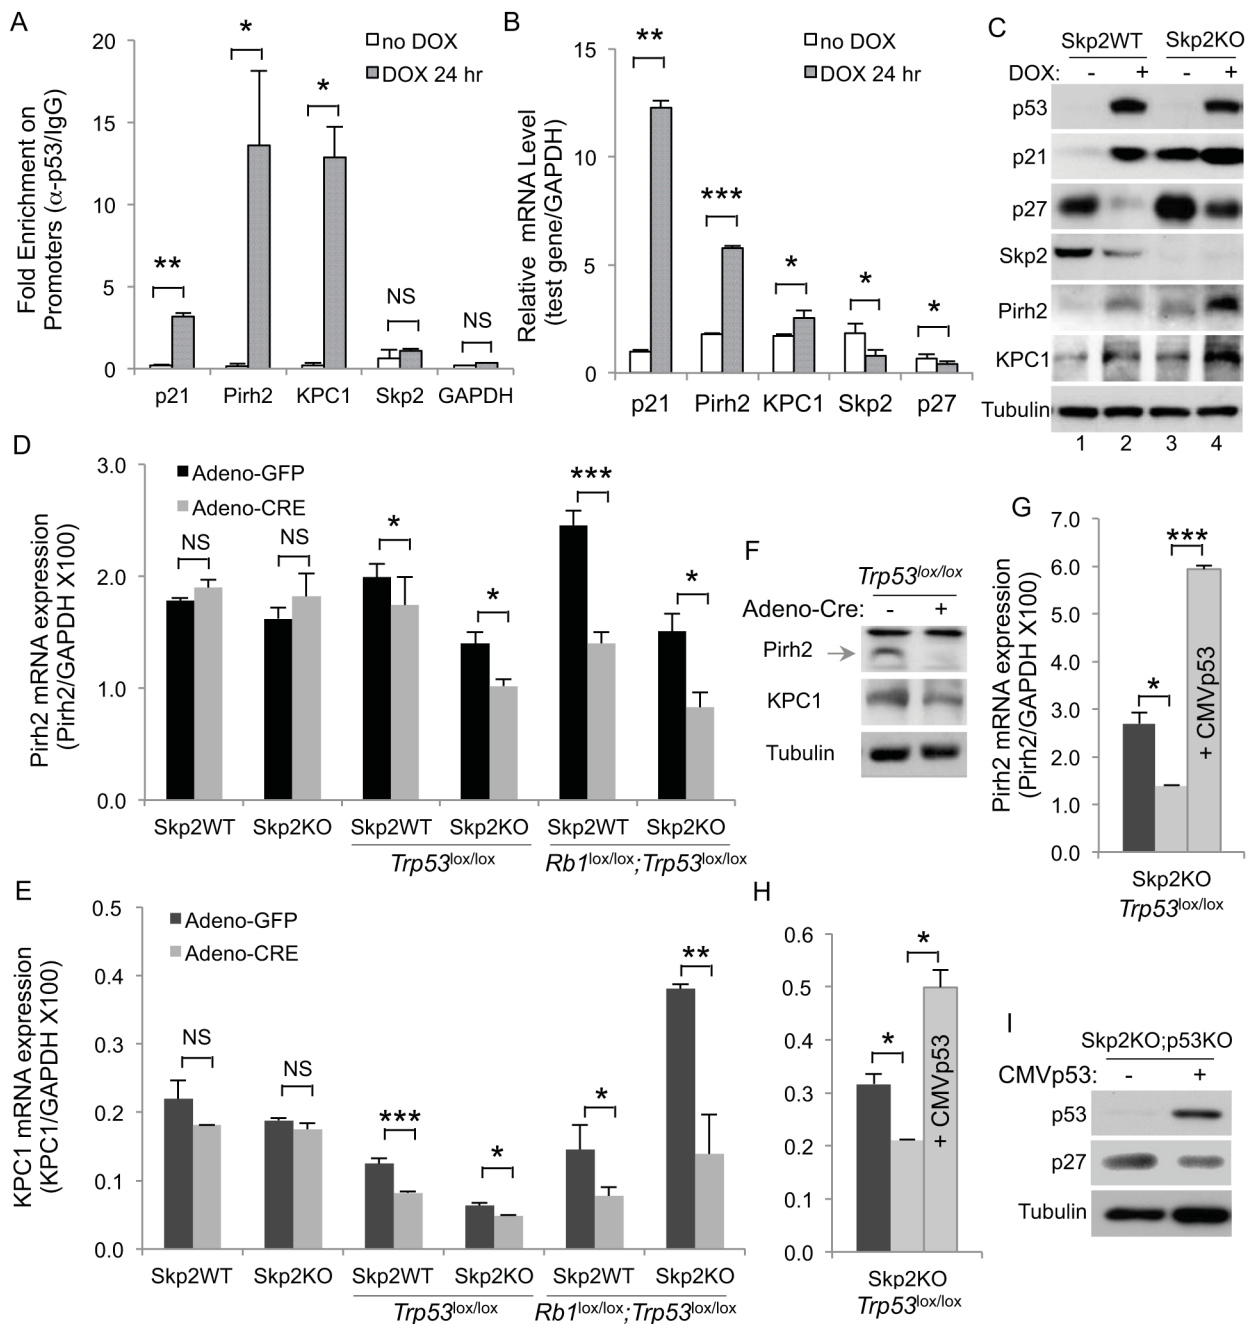 A
Fold Enrichment on
Promoters (α-p53/IgG)
20
15
10
5
0
no DOX
DOX 24 hr
**
*
*
NS
NS
p21 Pirh2 KPC1 Skp2 GAPDH
B
Relative mRNA Level
(test gene/GAPDH)
15
10
5
0
no DOX
DOX 24 hr
**
***
*
*
*
p21 Pirh2 KPC1 Skp2 p27
C
Skp2WT Skp2KO
DOX: - + - +
p53
p21
p27
Skp2
Pirh2
KPC1
Tubulin
1 2 3 4
D
Pirh2 mRNA expression
(Pirh2/GAPDH X100)
3.0
2.0
1.0
0.0
Adeno-GFP
Adeno-CRE
NS
NS
*
*
***
*
Skp2WT Skp2KO Skp2WT Skp2KO Skp2WT Skp2KO
Trp53lox/lox Rb1lox/lox;Trp53lox/lox
E
KPC1 mRNA expression
(KPC1/GAPDH X100)
0.5
0.4
0.3
0.2
0.1
0.0
Adeno-GFP
Adeno-CRE
NS
NS
***
*
*
**
Skp2WT Skp2KO Skp2WT Skp2KO Skp2WT Skp2KO
Trp53lox/lox Rb1lox/lox;Trp53lox/lox
F
Trp53lox/lox
Adeno-Cre: - +
Pirh2
KPC1
Tubulin
G
Pirh2 mRNA expression
(Pirh2/GAPDH X100)
7.0
6.0
5.0
4.0
3.0
2.0
1.0
0.0
*
***
+ CMVp53
Skp2KO
Trp53lox/lox
H
0.6
0.5
0.4
0.3
0.2
0.1
0.0
*
*
+ CMVp53
Skp2KO
Trp53lox/lox
I
Skp2KO;p53KO
CMVp53: - +
p53
p27
Tubulin